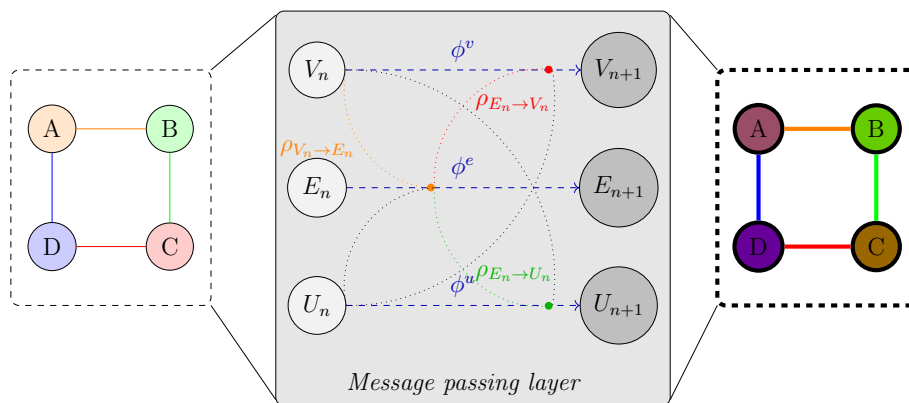 A B
D C
V_n ϕ^v V_{n+1}
ρ_{E_n→V_n}
ρ_{V_n→E_n}
E_n ϕ^e E_{n+1}
ρ_{E_n→U_n}
U_n ϕ^u U_{n+1}
Message passing layer
A B
D C